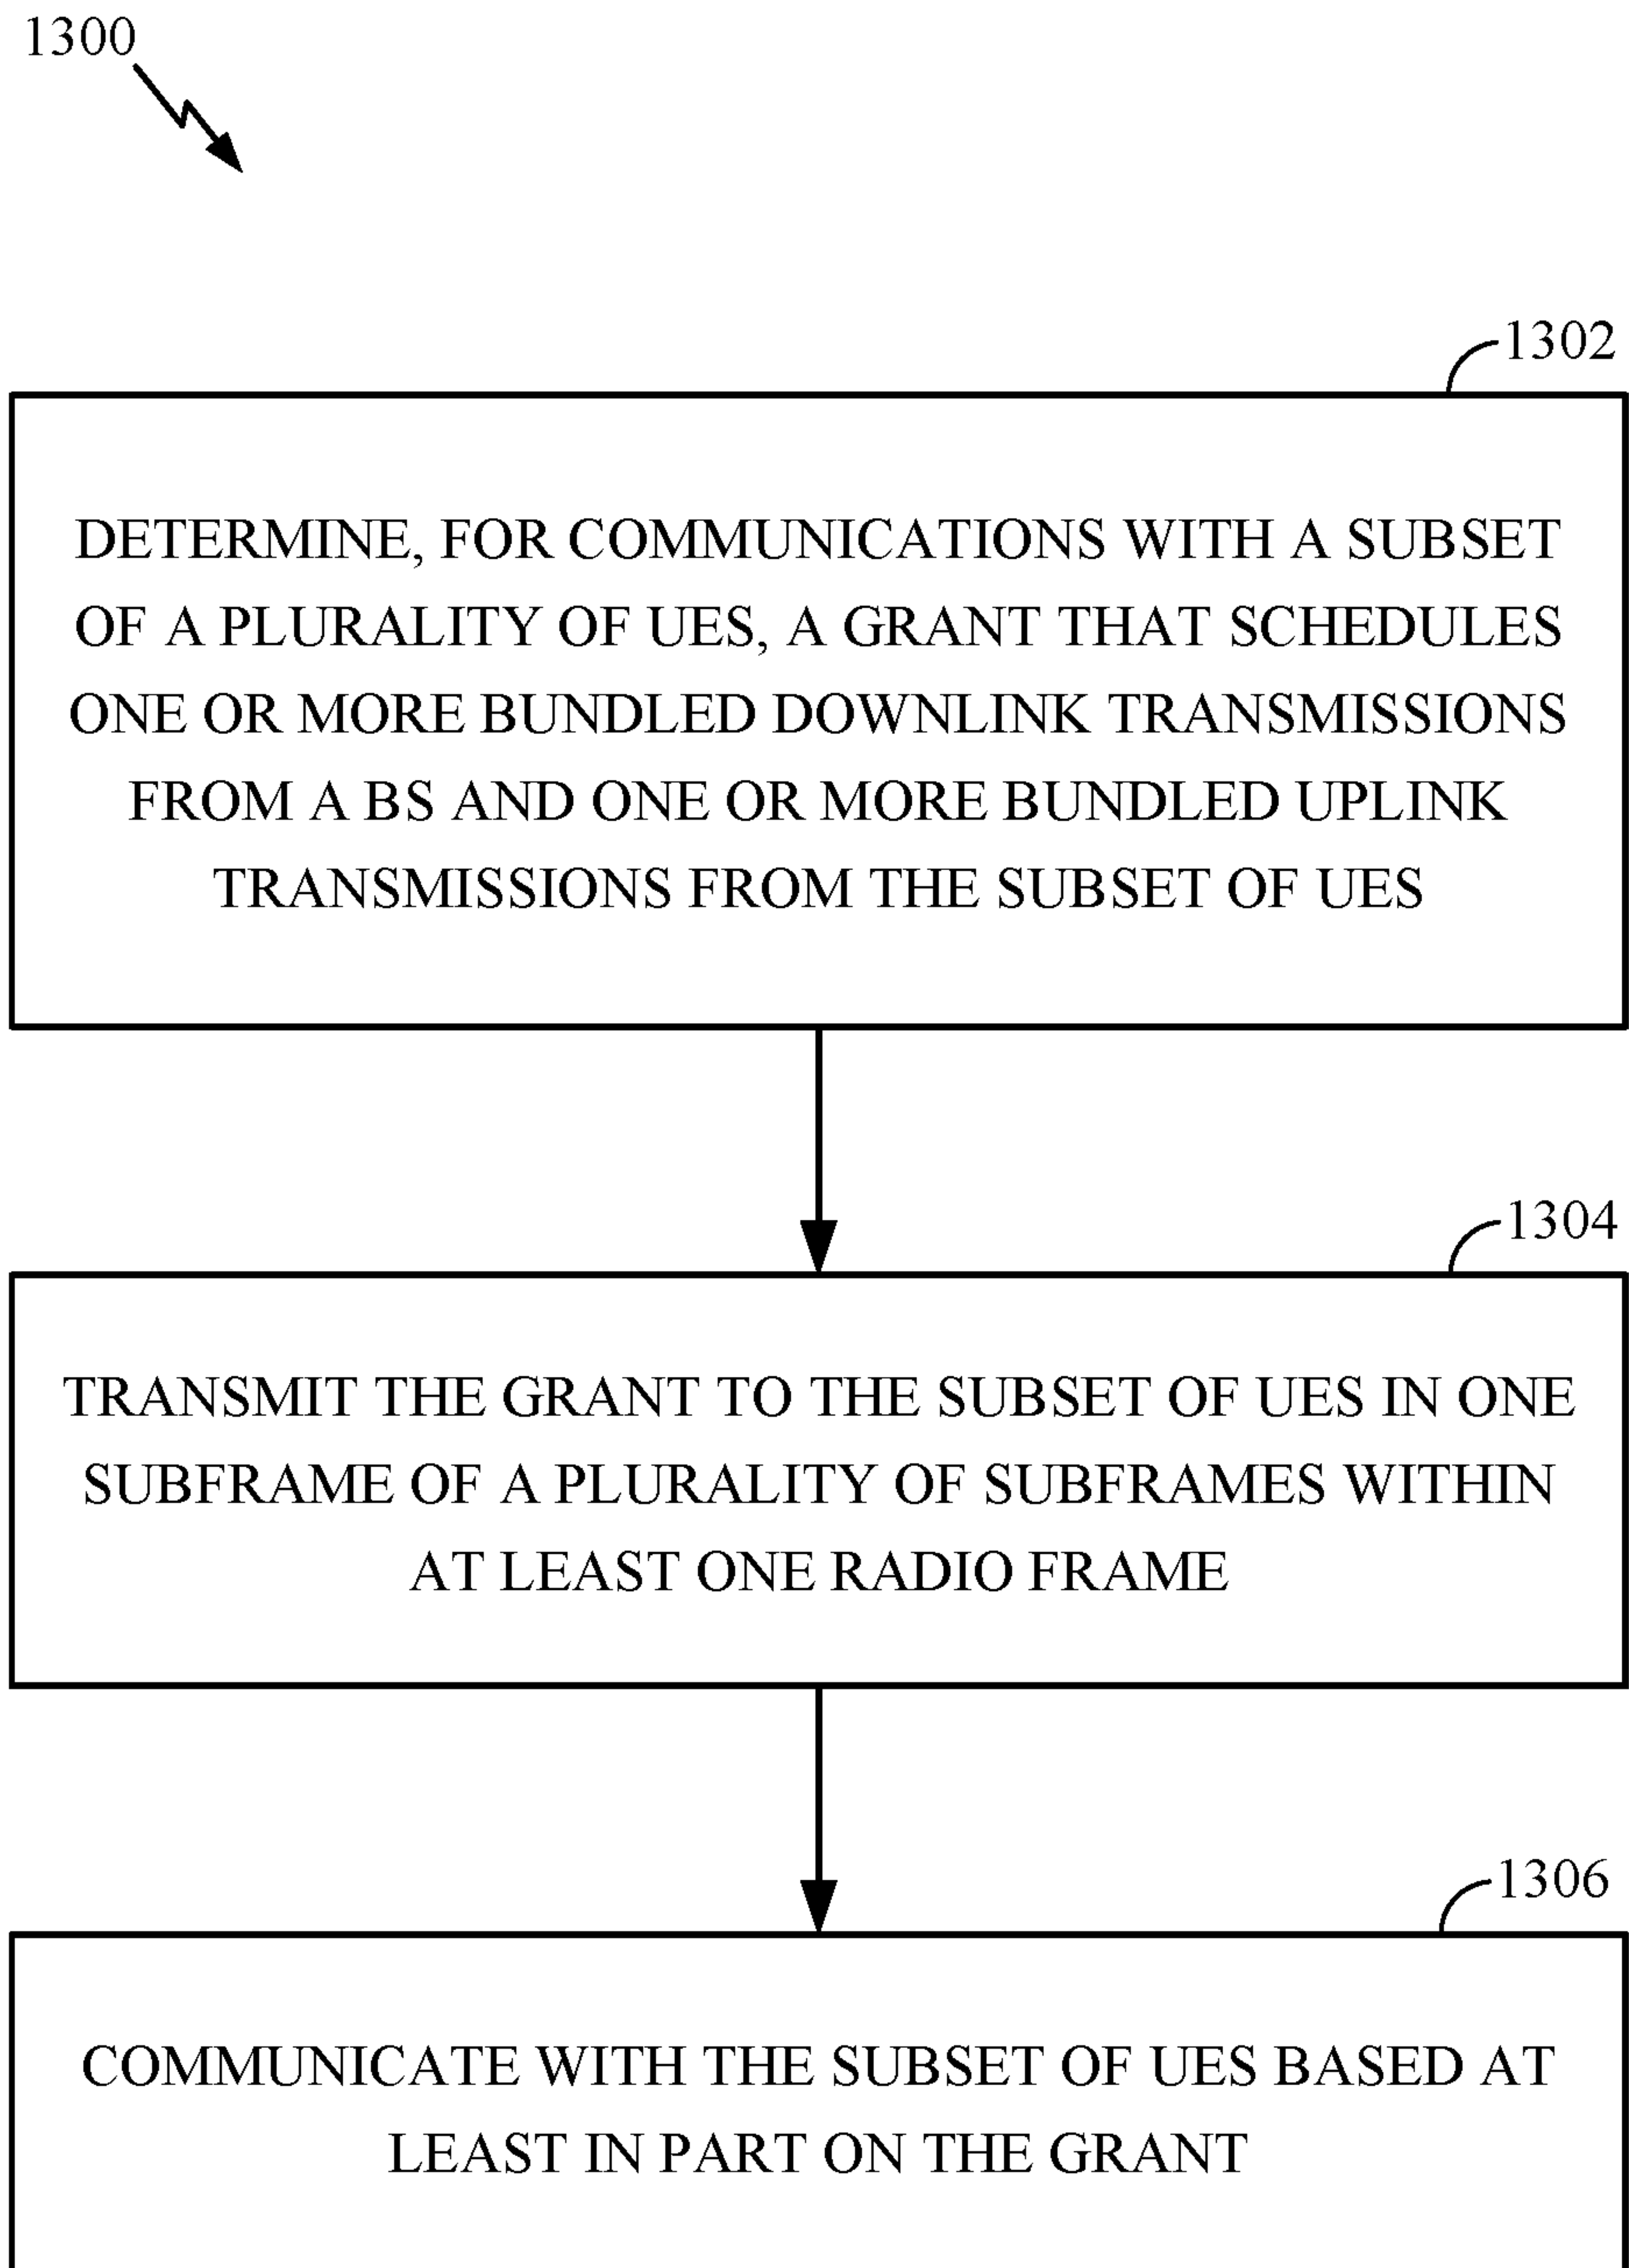 1300
1302
DETERMINE, FOR COMMUNICATIONS WITH A SUBSET
OF A PLURALITY OF UES, A GRANT THAT SCHEDULES
ONE OR MORE BUNDLED DOWNLINK TRANSMISSIONS
FROM A BS AND ONE OR MORE BUNDLED UPLINK
TRANSMISSIONS FROM THE SUBSET OF UES
1304
TRANSMIT THE GRANT TO THE SUBSET OF UES IN ONE
SUBFRAME OF A PLURALITY OF SUBFRAMES WITHIN
AT LEAST ONE RADIO FRAME
1306
COMMUNICATE WITH THE SUBSET OF UES BASED AT
LEAST IN PART ON THE GRANT